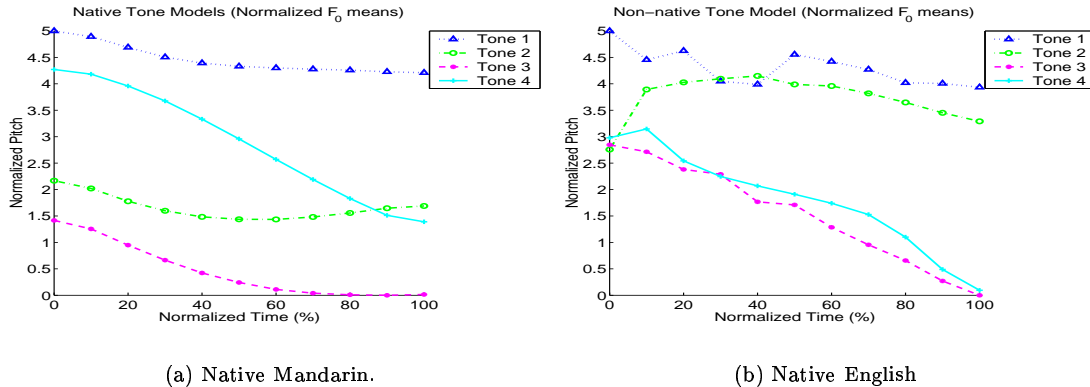 Native Tone Models (Normalized F0 means)
5
4.5
4
3.5
3
2.5
2
1.5
1
0.5
0
Normalized Pitch
0 20 40 60 80 100
Normalized Time (%)
Tone 1
Tone 2
Tone 3
Tone 4
(a) Native Mandarin.
Non-native Tone Model (Normalized F0 means)
5
4.5
4
3.5
3
2.5
2
1.5
1
0.5
0
Normalized Pitch
0 20 40 60 80 100
Normalized Time (%)
Tone 1
Tone 2
Tone 3
Tone 4
(b) Native English